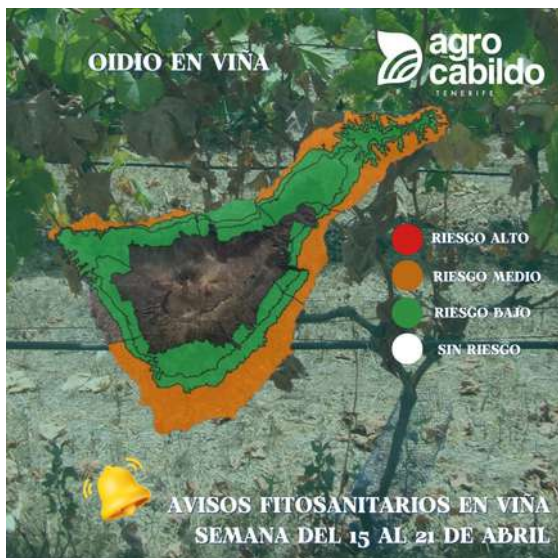 OIDIO EN VIÑA
agro
cabildo
TENERIFE
RIESGO ALTO
RIESGO MEDIO
RIESGO BAJO
SIN RIESGO
AVISOS FITOSANITARIOS EN VIÑA
SEMANA DEL 15 AL 21 DE ABRIL